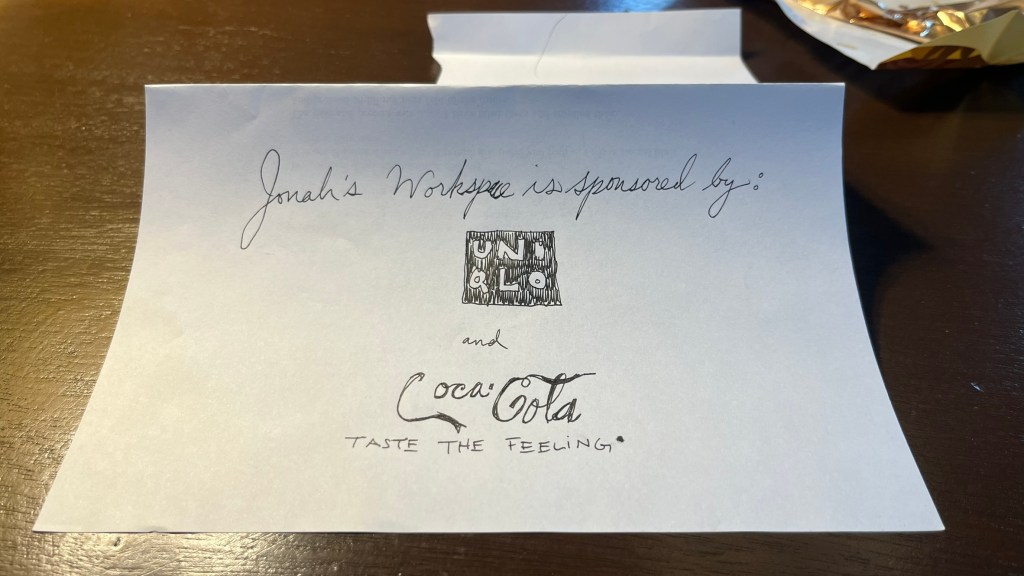 Jonah's Workspce is sponsored by:
UNI
QLO
and
Coca-Cola
TASTE THE FEELING.